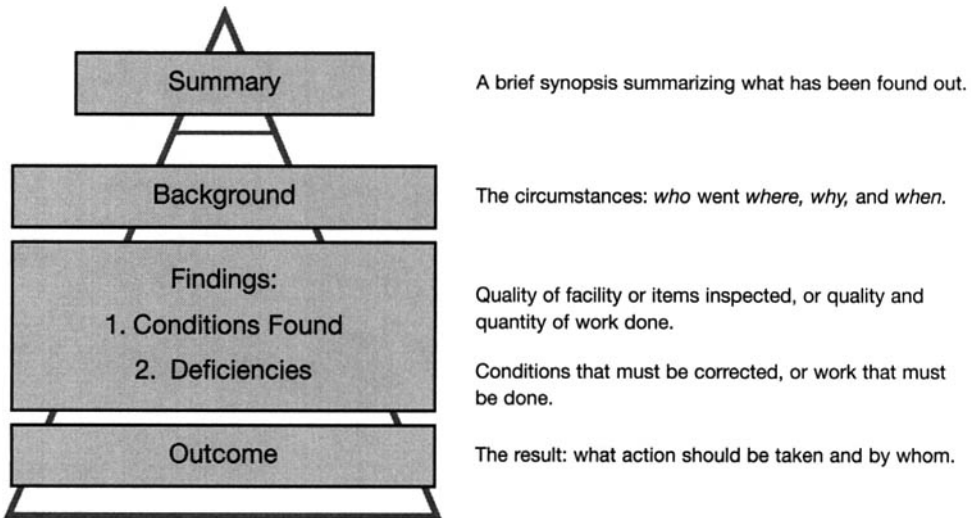 Summary
A brief synopsis summarizing what has been found out.
Background
The circumstances: who went where, why, and when.
Findings:
1. Conditions Found
2. Deficiencies
Quality of facility or items inspected, or quality and
quantity of work done.
Conditions that must be corrected, or work that must
be done.
Outcome
The result: what action should be taken and by whom.